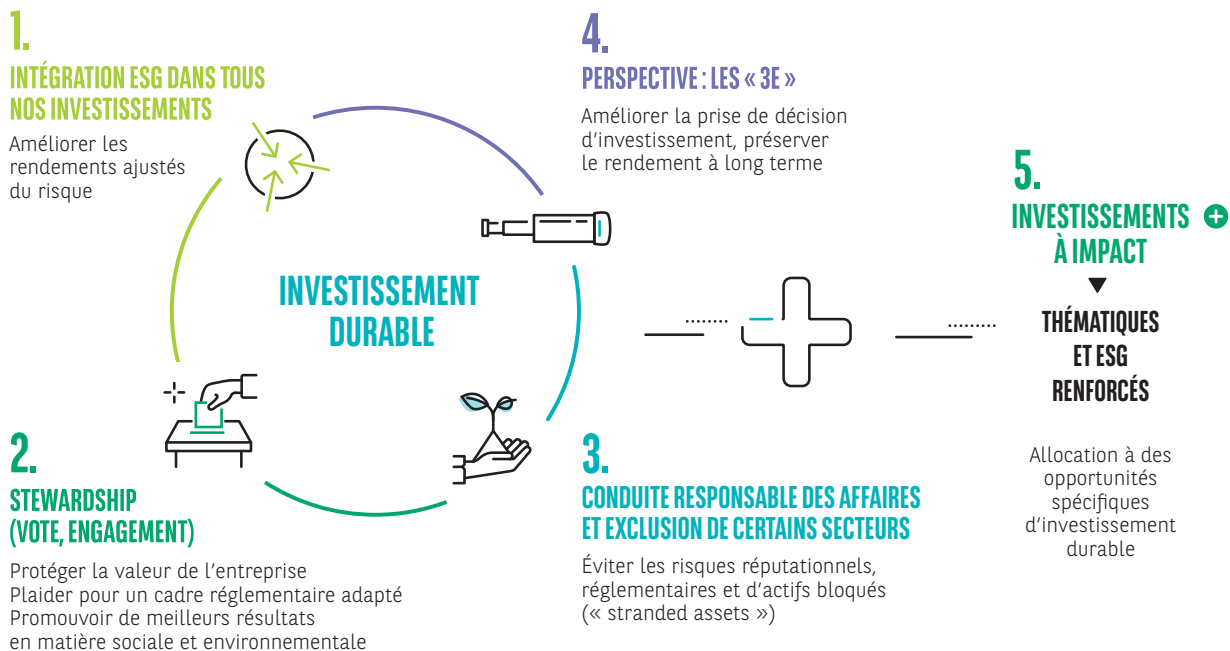 1.
INTÉGRATION ESG DANS TOUS
NOS INVESTISSEMENTS
Améliorer les
rendements ajustés
du risque
4.
PERSPECTIVE : LES « 3E »
Améliorer la prise de décision
d’investissement, préserver
le rendement à long terme
INVESTISSEMENT
DURABLE
2.
STEWARDSHIP
(VOTE, ENGAGEMENT)
Protéger la valeur de l’entreprise
Plaider pour un cadre réglementaire adapté
Promouvoir de meilleurs résultats
en matière sociale et environnementale
3.
CONDUITE RESPONSABLE DES AFFAIRES
ET EXCLUSION DE CERTAINS SECTEURS
Éviter les risques réputationnels,
réglementaires et d’actifs bloqués
(« stranded assets »)
5.
INVESTISSEMENTS
À IMPACT
THÉMATIQUES
ET ESG
RENFORCÉS
Allocation à des
opportunités
spécifiques
d’investissement
durable